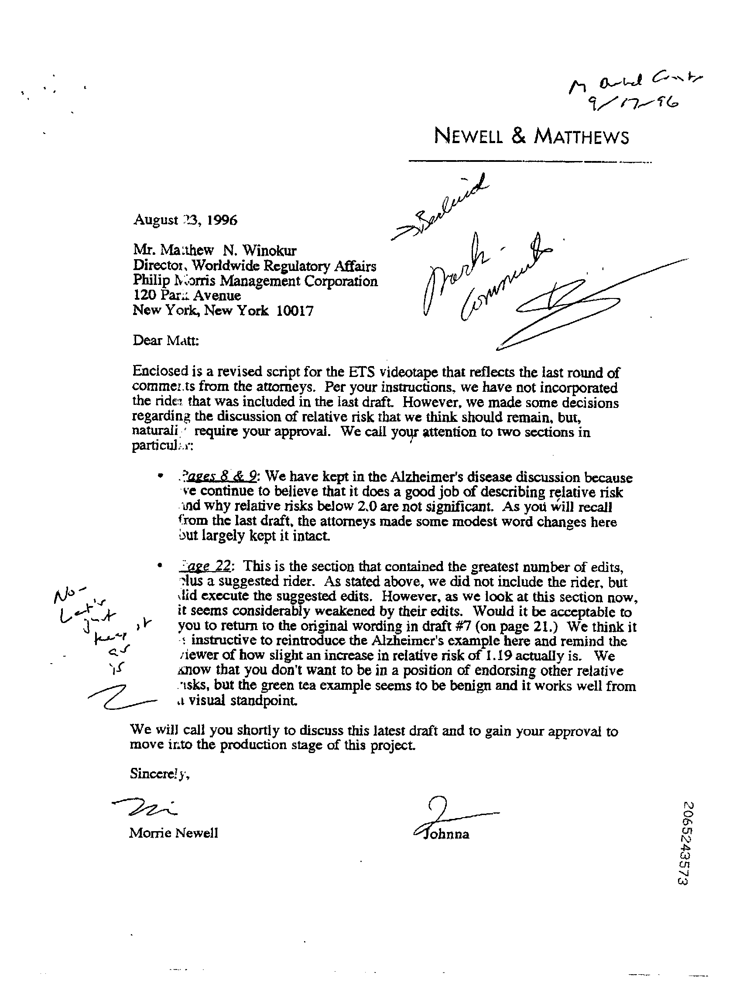 9/17/96
NEWELL & MATTHEWS
August 23, 1996
Mr. Matthew N. Winokur
Director, Worldwide Regulatory Affairs
Philip Morris Management Corporation
120 Park Avenue
New York, New York 10017
Mark -
Comments
Dear Matt:
Enclosed is a revised script for the ETS videotape that reflects the last round of
comments from the attorneys. Per your instructions, we have not incorporated
the rider that was included in the last draft. However, we made some decisions
regarding the discussion of relative risk that we think should remain, but,
naturally require your approval. We call your attention to two sections in
particular:
• Pages 8 & 9: We have kept in the Alzheimer's disease discussion because
we continue to believe that it does a good job of describing relative risk
and why relative risks below 2.0 are not significant. As you will recall
from the last draft, the attorneys made some modest word changes here
but largely kept it intact.
• Page 22: This is the section that contained the greatest number of edits,
plus a suggested rider. As stated above, we did not include the rider, but
did execute the suggested edits. However, as we look at this section now,
it seems considerably weakened by their edits. Would it be acceptable to
you to return to the original wording in draft #7 (on page 21.) We think it
instructive to reintroduce the Alzheimer's example here and remind the
viewer of how slight an increase in relative risk of 1.19 actually is. We
know that you don't want to be in a position of endorsing other relative
risks, but the green tea example seems to be benign and it works well from
a visual standpoint.
No -
Let's
just
keep it
as
is
We will call you shortly to discuss this latest draft and to gain your approval to
move into the production stage of this project.
Sincerely,
Morrie Newell
Johnna
2065243573